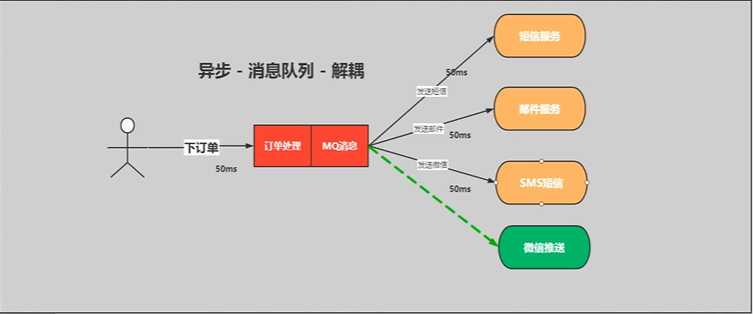 异步 - 消息队列 - 解耦
下订单
50ms
订单处理
MQ消息
50ms
发送短信
短信服务
发送邮件
50ms
邮件服务
发送微信
50ms
SMS短信
微信推送